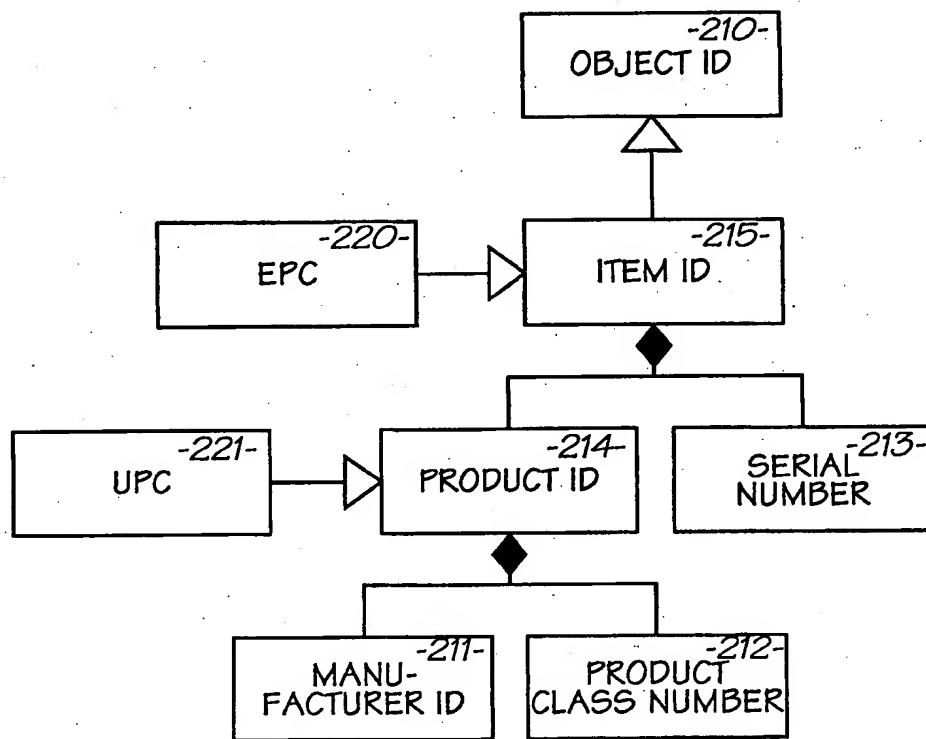 -210-
OBJECT ID
-220-
EPC
-215-
ITEM ID
-221-
UPC
-214-
PRODUCT ID
-213-
SERIAL
NUMBER
-211-
MANU-
FACTURER ID
-212-
PRODUCT
CLASS NUMBER